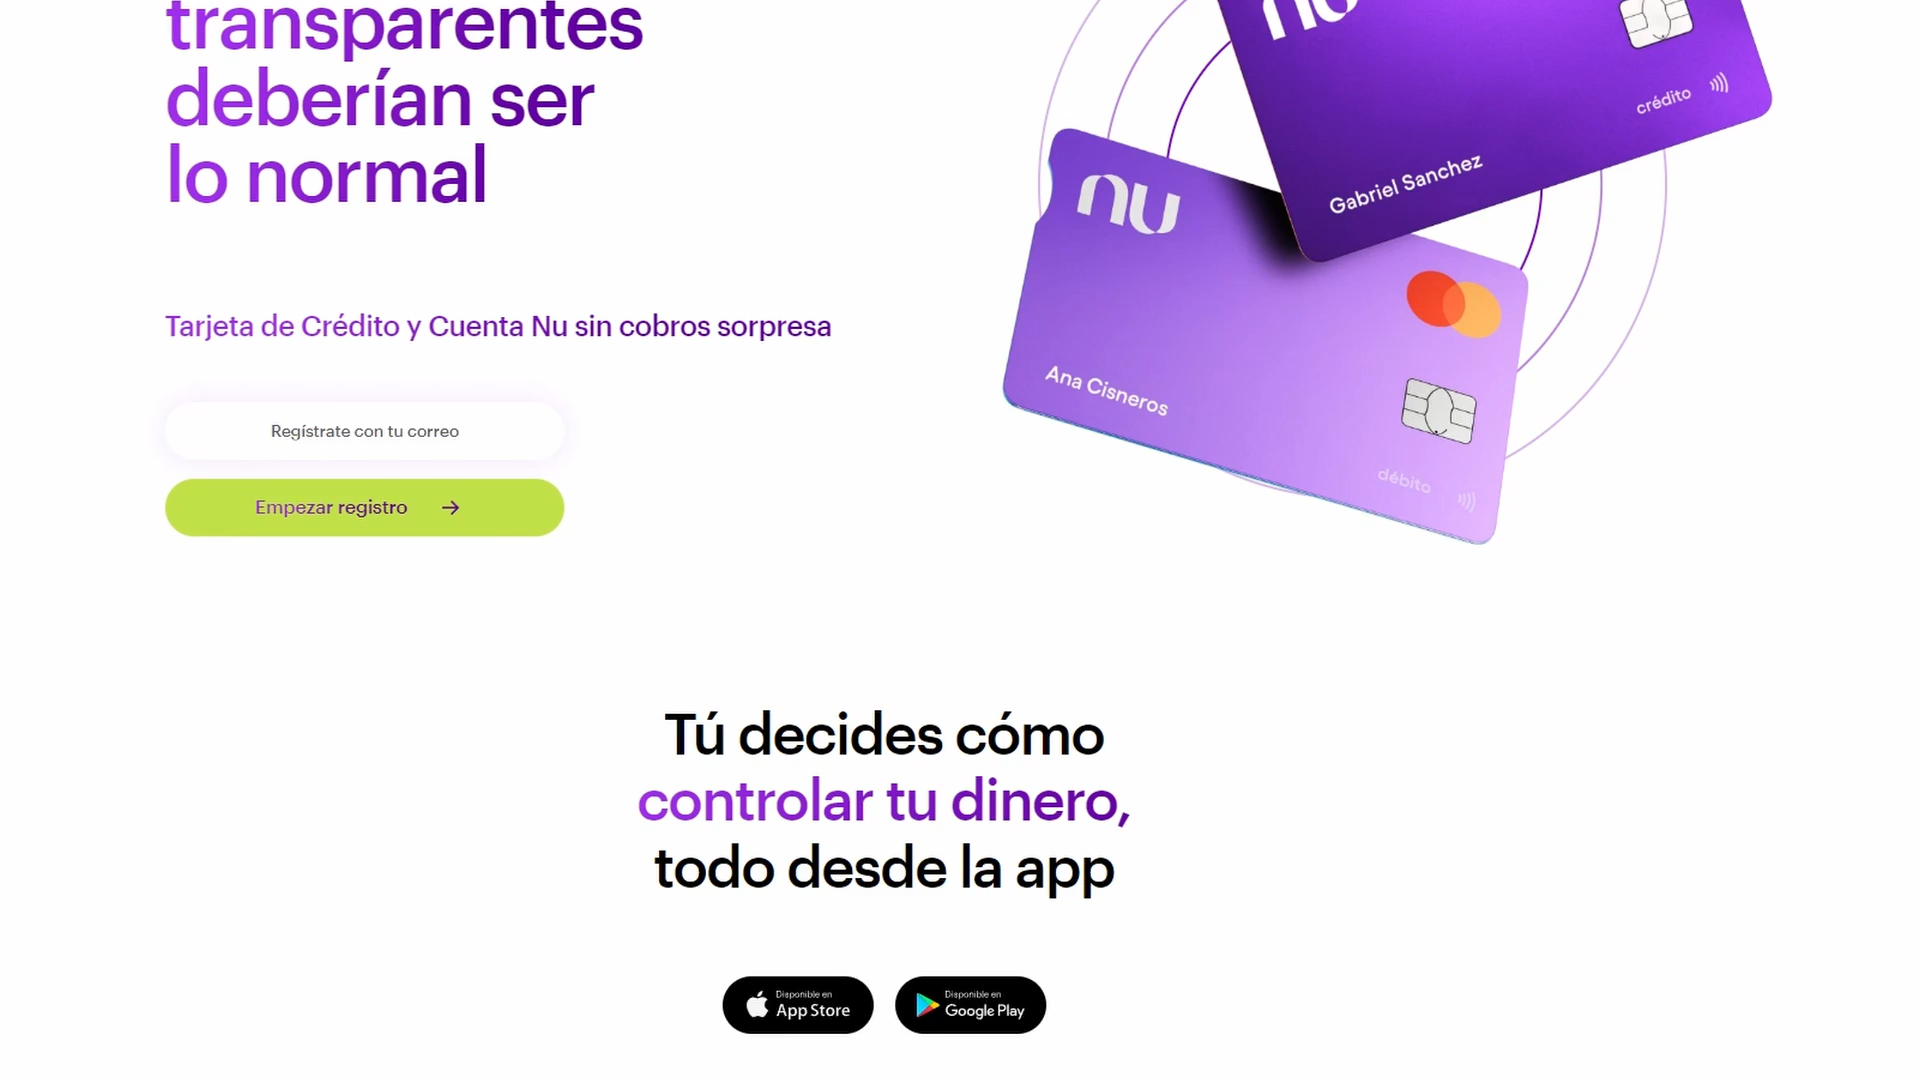 transparentes
deberían ser
lo normal
Tarjeta de Crédito y Cuenta Nu sin cobros sorpresa
Regístrate con tu correo
Empezar registro
nu
crédito
Gabriel Sanchez
nu
Ana Cisneros
débito
Tú decides cómo
controlar tu dinero,
todo desde la app
Disponible en
App Store
Disponible en
Google Play